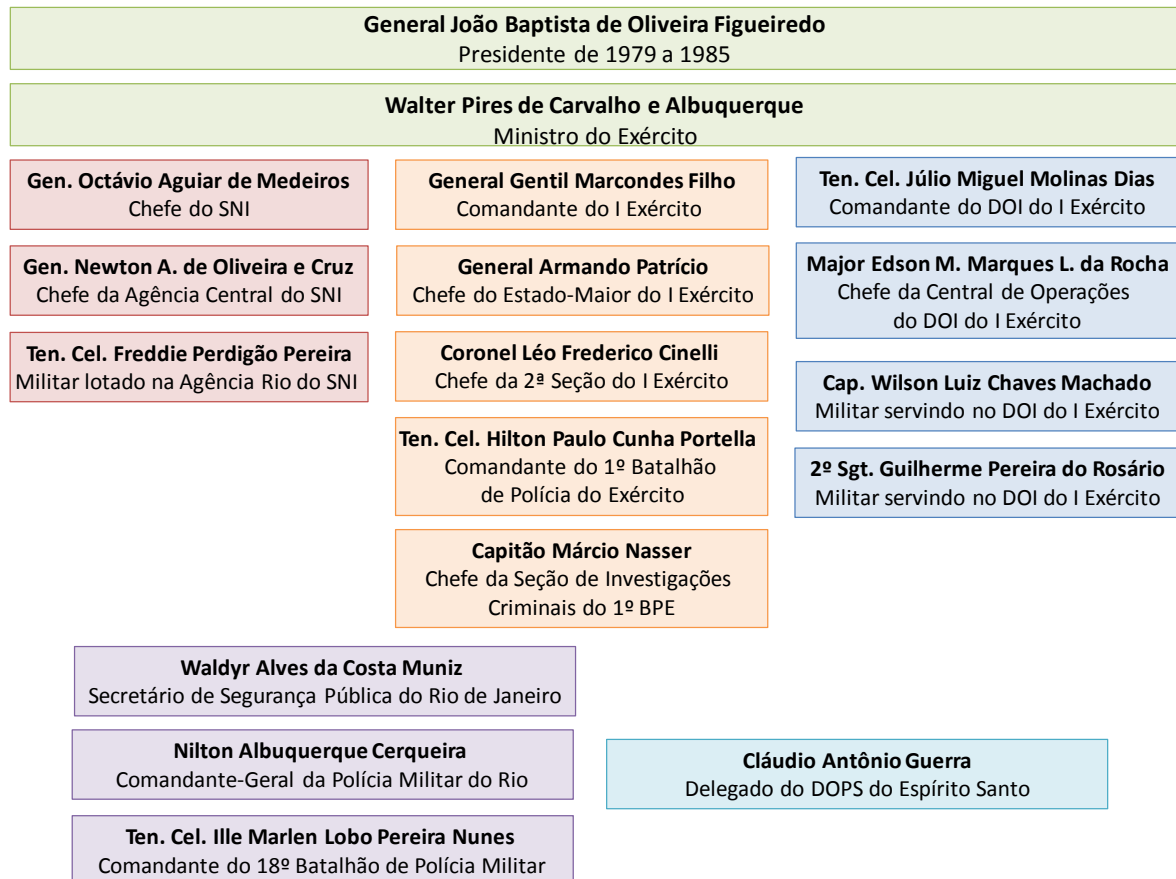 General João Baptista de Oliveira Figueiredo
Presidente de 1979 a 1985
Walter Pires de Carvalho e Albuquerque
Ministro do Exército
Gen. Octávio Aguiar de Medeiros
Chefe do SNI
Gen. Newton A. de Oliveira e Cruz
Chefe da Agência Central do SNI
Ten. Cel. Freddie Perdigão Pereira
Militar lotado na Agência Rio do SNI
General Gentil Marcondes Filho
Comandante do I Exército
General Armando Patrício
Chefe do Estado-Maior do I Exército
Coronel Léo Frederico Cinelli
Chefe da 2ª Seção do I Exército
Ten. Cel. Hilton Paulo Cunha Portella
Comandante do 1º Batalhão
de Polícia do Exército
Capitão Márcio Nasser
Chefe da Seção de Investigações
Criminais do 1º BPE
Ten. Cel. Júlio Miguel Molinas Dias
Comandante do DOI do I Exército
Major Edson M. Marques L. da Rocha
Chefe da Central de Operações
do DOI do I Exército
Cap. Wilson Luiz Chaves Machado
Militar servindo no DOI do I Exército
2º Sgt. Guilherme Pereira do Rosário
Militar servindo no DOI do I Exército
Waldyr Alves da Costa Muniz
Secretário de Segurança Pública do Rio de Janeiro
Nilton Albuquerque Cerqueira
Comandante-Geral da Polícia Militar do Rio
Ten. Cel. Ille Marlen Lobo Pereira Nunes
Comandante do 18º Batalhão de Polícia Militar
Cláudio Antônio Guerra
Delegado do DOPS do Espírito Santo